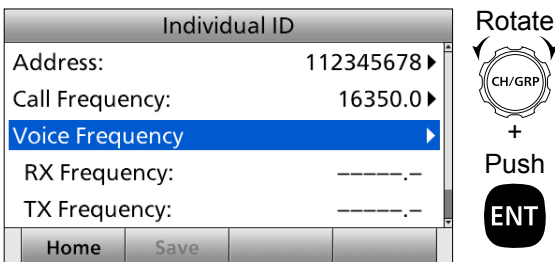 Individual ID
Address: 112345678
Call Frequency: 16350.0
Voice Frequency
RX Frequency: –––––.–
TX Frequency: –––––.–
Home Save
Rotate
CH/GRP
+
Push
ENT